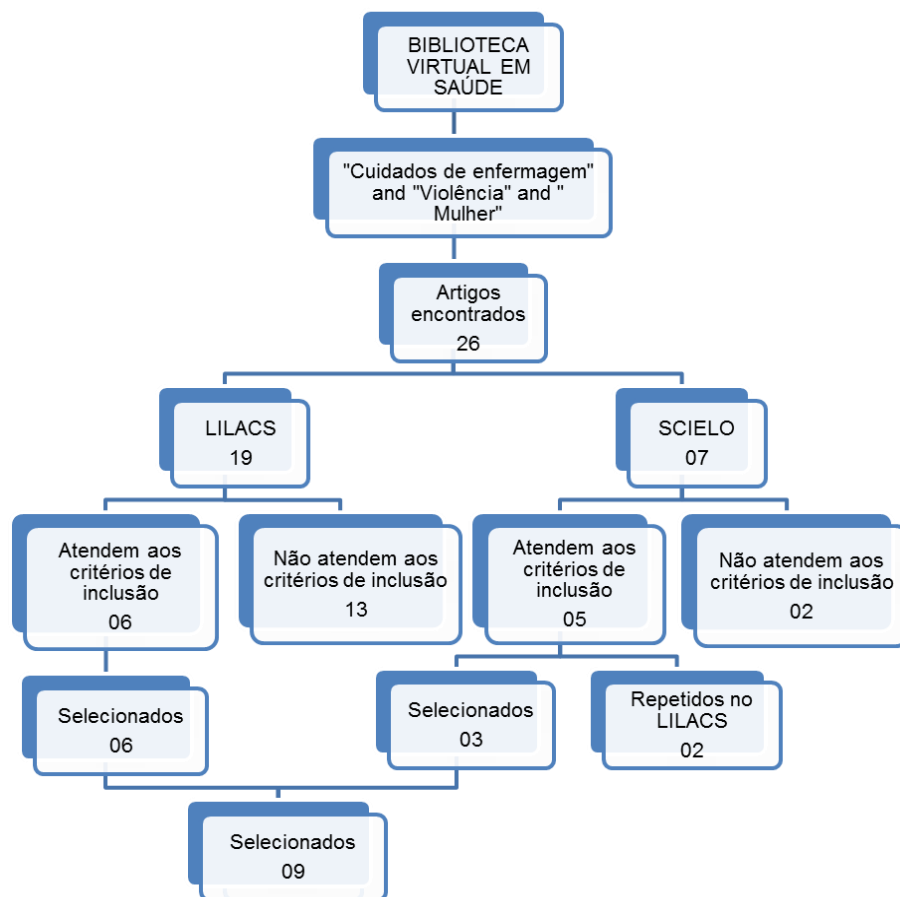 BIBLIOTECA
VIRTUAL EM
SAÚDE
"Cuidados de enfermagem"
and "Violência" and "
Mulher"
Artigos
encontrados
26
LILACS
19
SCIELO
07
Atendem aos
critérios de
inclusão
06
Não atendem aos
critérios de inclusão
13
Atendem aos
critérios de
inclusão
05
Não atendem aos
critérios de inclusão
02
Selecionados
06
Selecionados
03
Repetidos no
LILACS
02
Selecionados
09